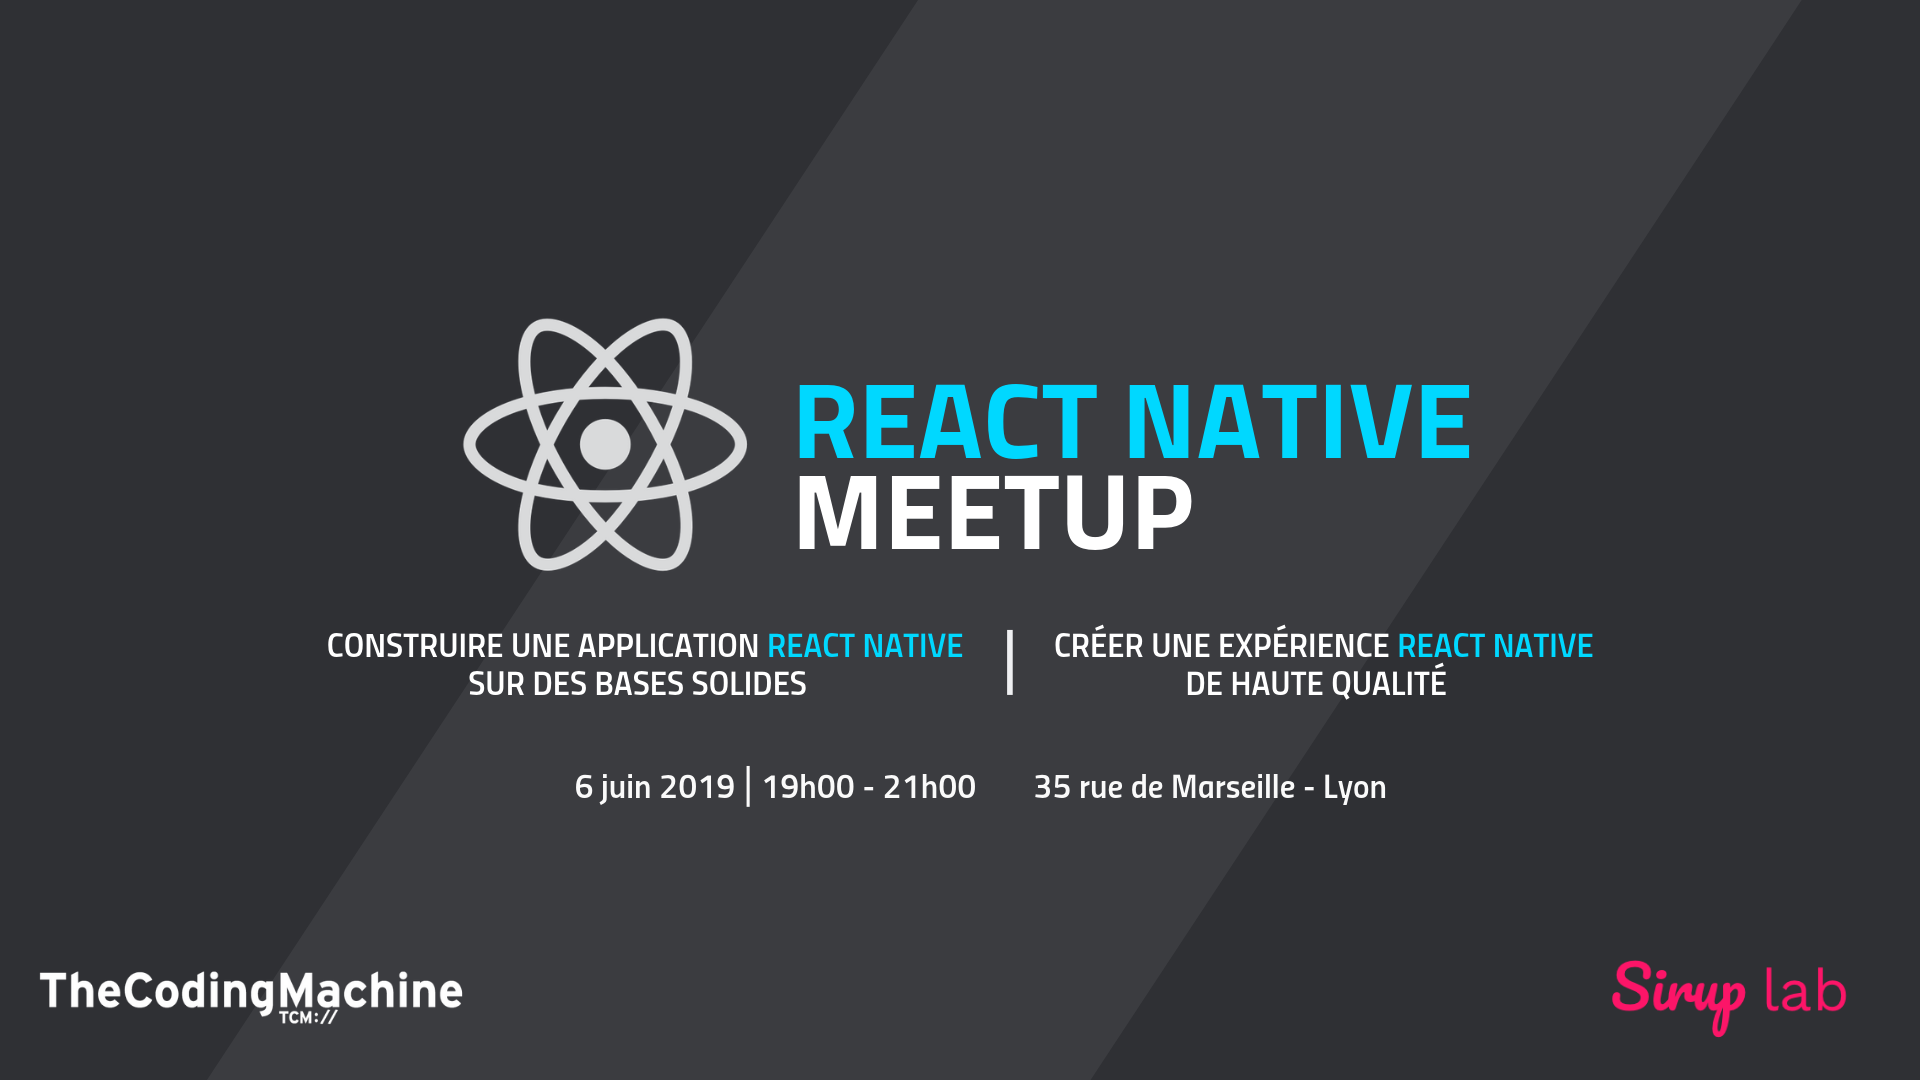 REACT NATIVE
MEETUP
CONSTRUIRE UNE APPLICATION REACT NATIVE
SUR DES BASES SOLIDES
CRÉER UNE EXPÉRIENCE REACT NATIVE
DE HAUTE QUALITÉ
6 juin 2019 | 19h00 - 21h00
35 rue de Marseille - Lyon
TheCodingMachine
TCM://
Sirup lab